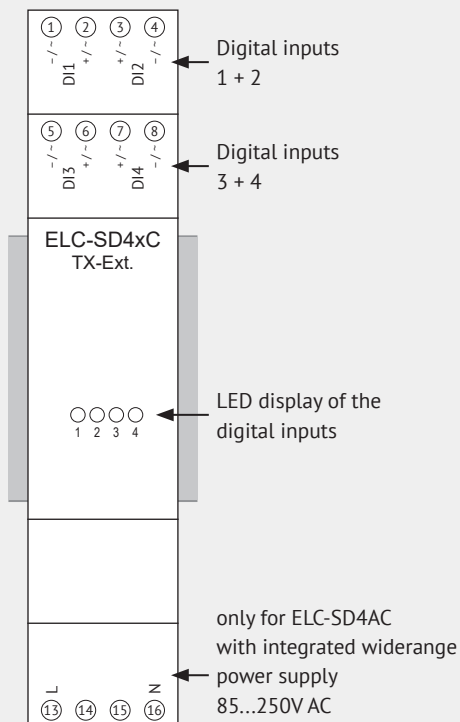 1 2 3 4
-/~ +/~ +/~ -/~
DI1 DI2
Digital inputs
1 + 2
5 6 7 8
-/~ +/~ +/~ -/~
DI3 DI4
Digital inputs
3 + 4
ELC-SD4xC
TX-Ext.
1 2 3 4
LED display of the
digital inputs
only for ELC-SD4AC
with integrated widerange
power supply
85...250V AC
L N
13 14 15 16